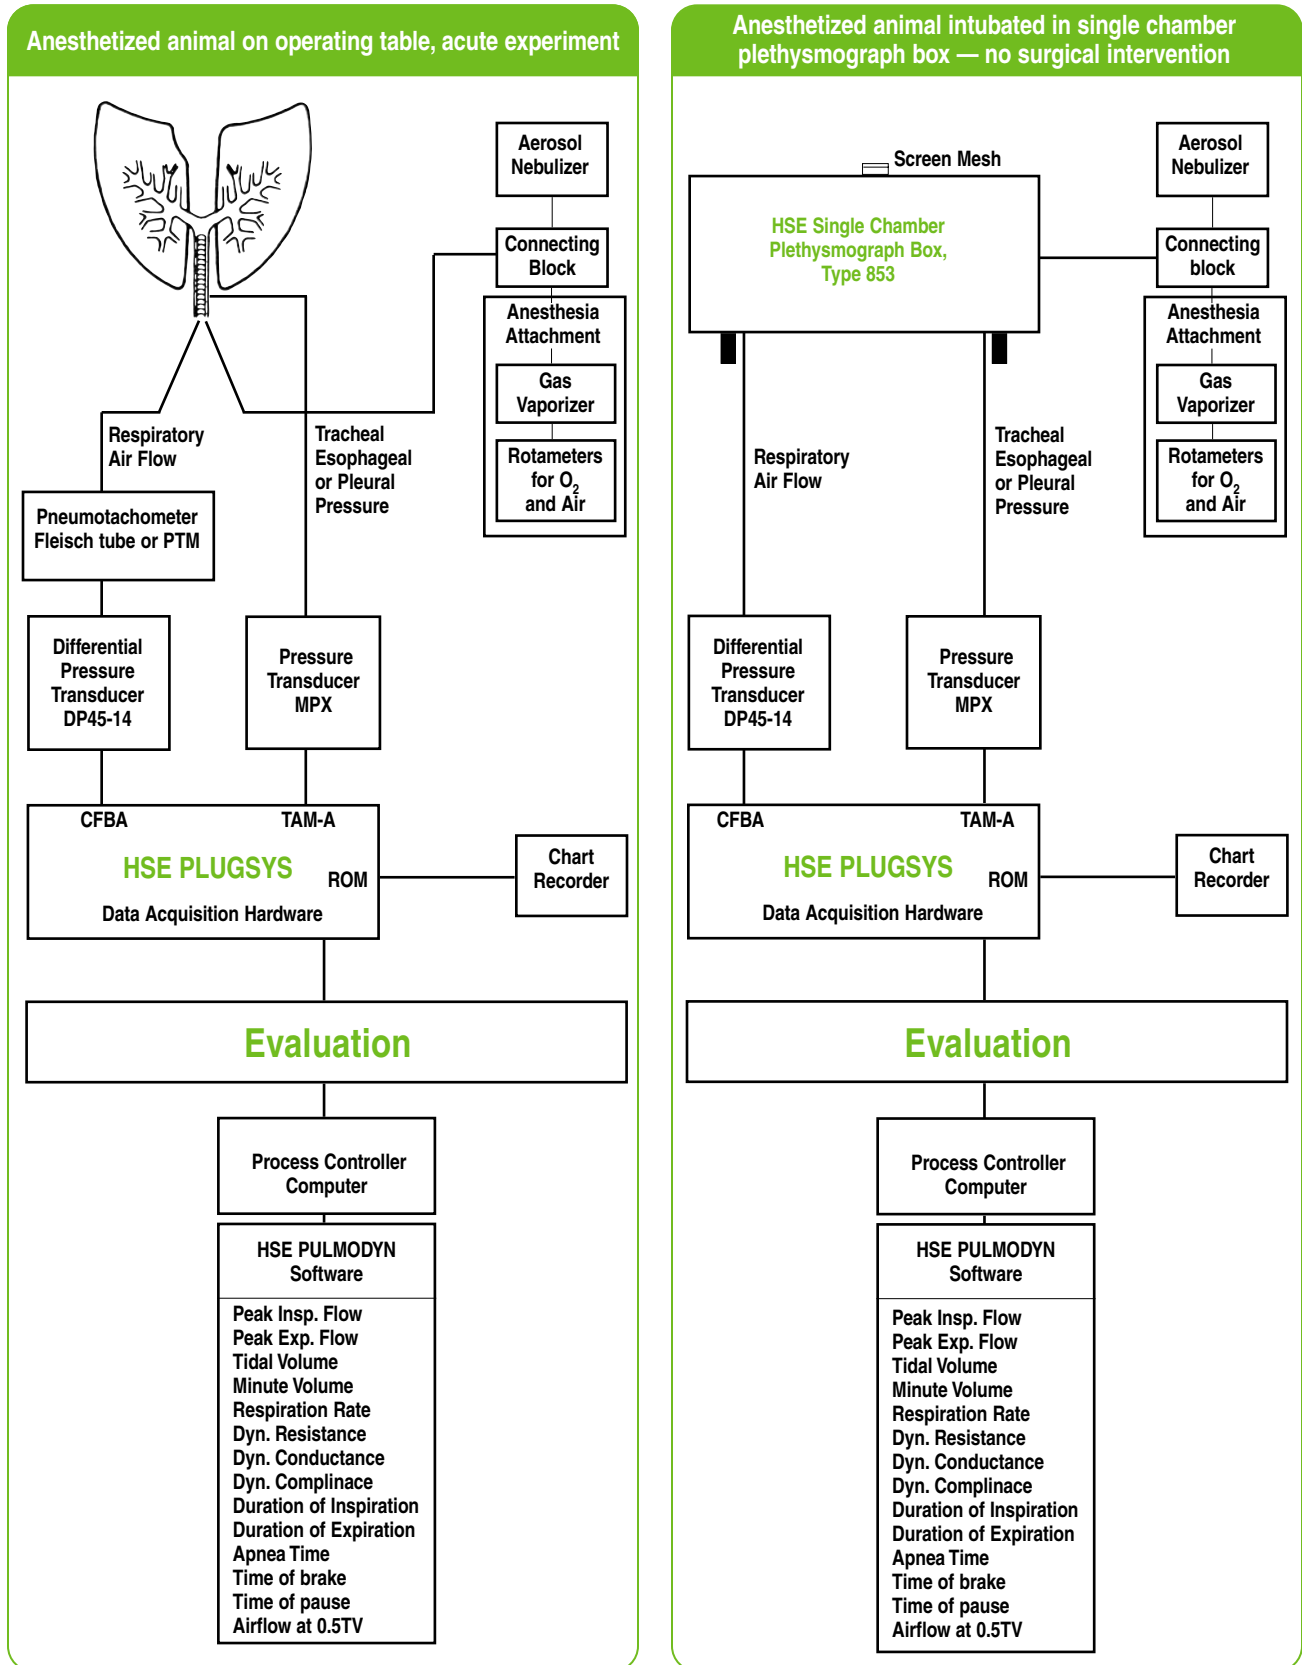 Anesthetized animal on operating table, acute experiment
Aerosol
Nebulizer
Connecting
Block
Anesthesia
Attachment
Gas
Vaporizer
Rotameters
for O2
and Air
Respiratory
Air Flow
Tracheal
Esophageal
or Pleural
Pressure
Pneumotachometer
Fleisch tube or PTM
Differential
Pressure
Transducer
DP45-14
Pressure
Transducer
MPX
CFBA
TAM-A
HSE PLUGSYS
ROM
Data Acquisition Hardware
Chart
Recorder
Evaluation
Process Controller
Computer
HSE PULMODYN
Software
Peak Insp. Flow
Peak Exp. Flow
Tidal Volume
Minute Volume
Respiration Rate
Dyn. Resistance
Dyn. Conductance
Dyn. Complinace
Duration of Inspiration
Duration of Expiration
Apnea Time
Time of brake
Time of pause
Airflow at 0.5TV
Anesthetized animal intubated in single chamber
plethysmograph box — no surgical intervention
Screen Mesh
HSE Single Chamber
Plethysmograph Box,
Type 853
Aerosol
Nebulizer
Connecting
block
Anesthesia
Attachment
Gas
Vaporizer
Rotameters
for O2
and Air
Respiratory
Air Flow
Tracheal
Esophageal
or Pleural
Pressure
Differential
Pressure
Transducer
DP45-14
Pressure
Transducer
MPX
CFBA
TAM-A
HSE PLUGSYS
ROM
Data Acquisition Hardware
Chart
Recorder
Evaluation
Process Controller
Computer
HSE PULMODYN
Software
Peak Insp. Flow
Peak Exp. Flow
Tidal Volume
Minute Volume
Respiration Rate
Dyn. Resistance
Dyn. Conductance
Dyn. Complinace
Duration of Inspiration
Duration of Expiration
Apnea Time
Time of brake
Time of pause
Airflow at 0.5TV